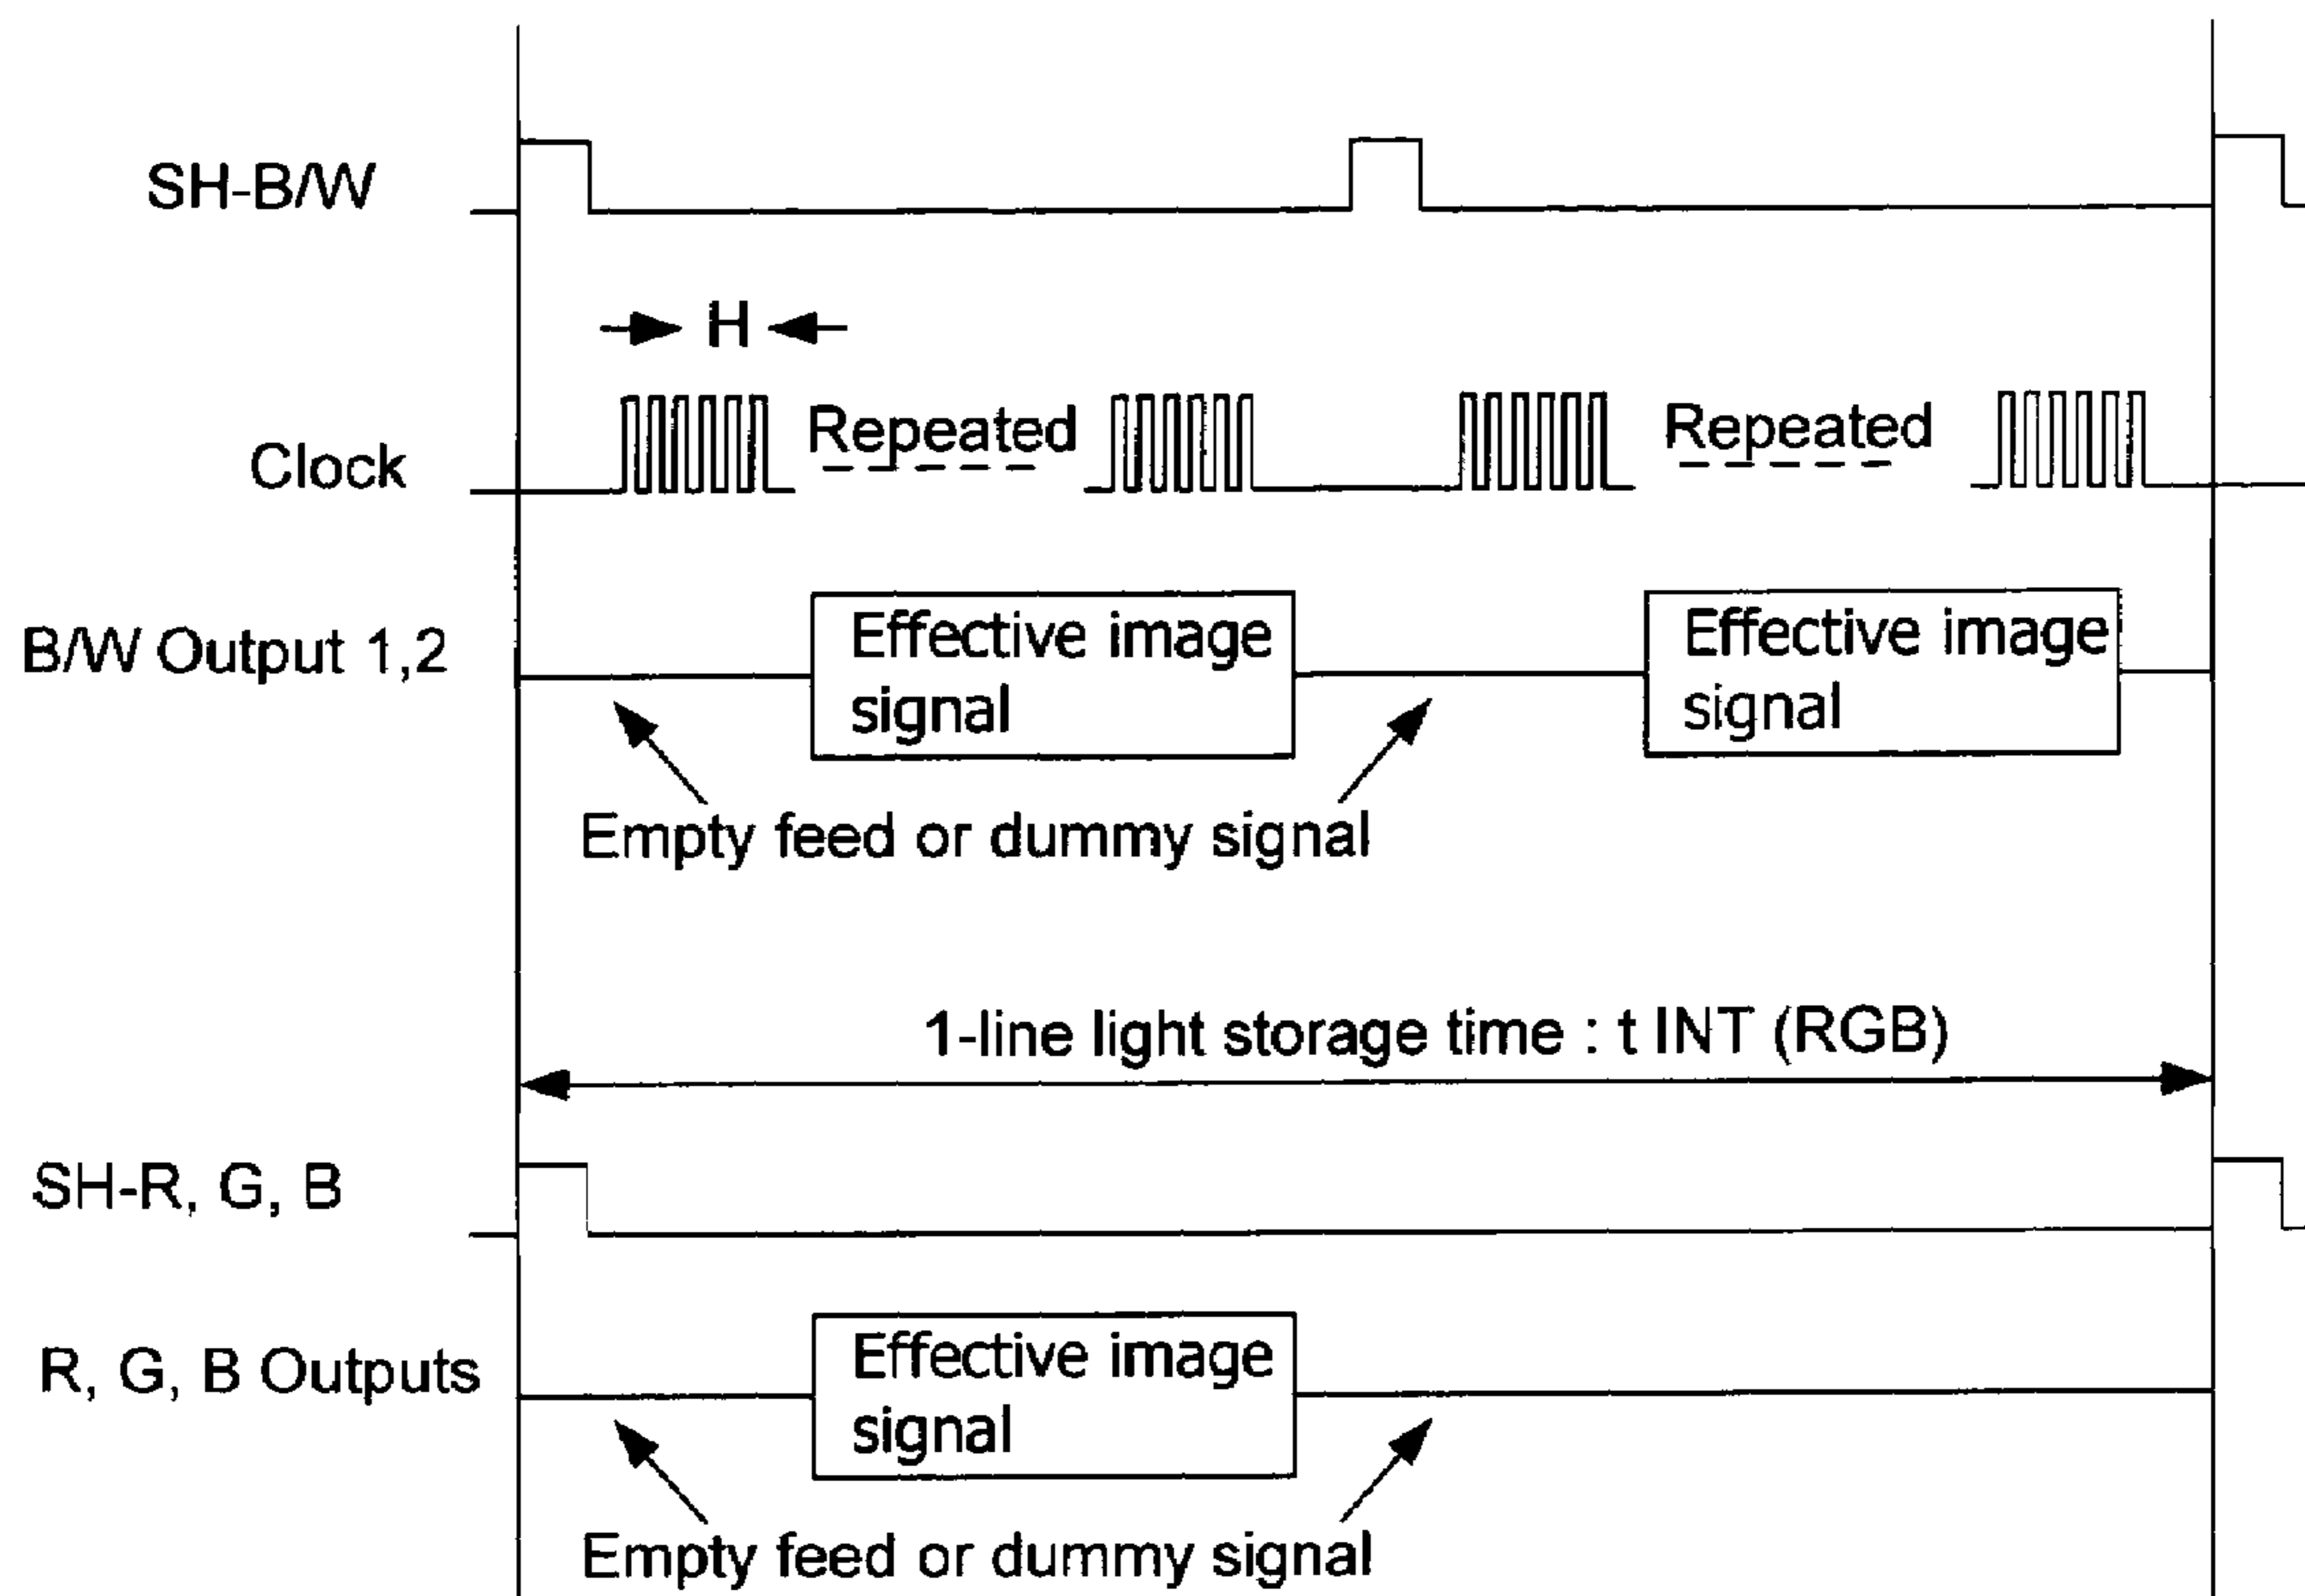 SH-B/W
H
Clock
Repeated
Repeated
B/W Output 1,2
Effective image
signal
Effective image
signal
Empty feed or dummy signal
1-line light storage time : t INT (RGB)
SH-R, G, B
R, G, B Outputs
Effective image
signal
Empty feed or dummy signal